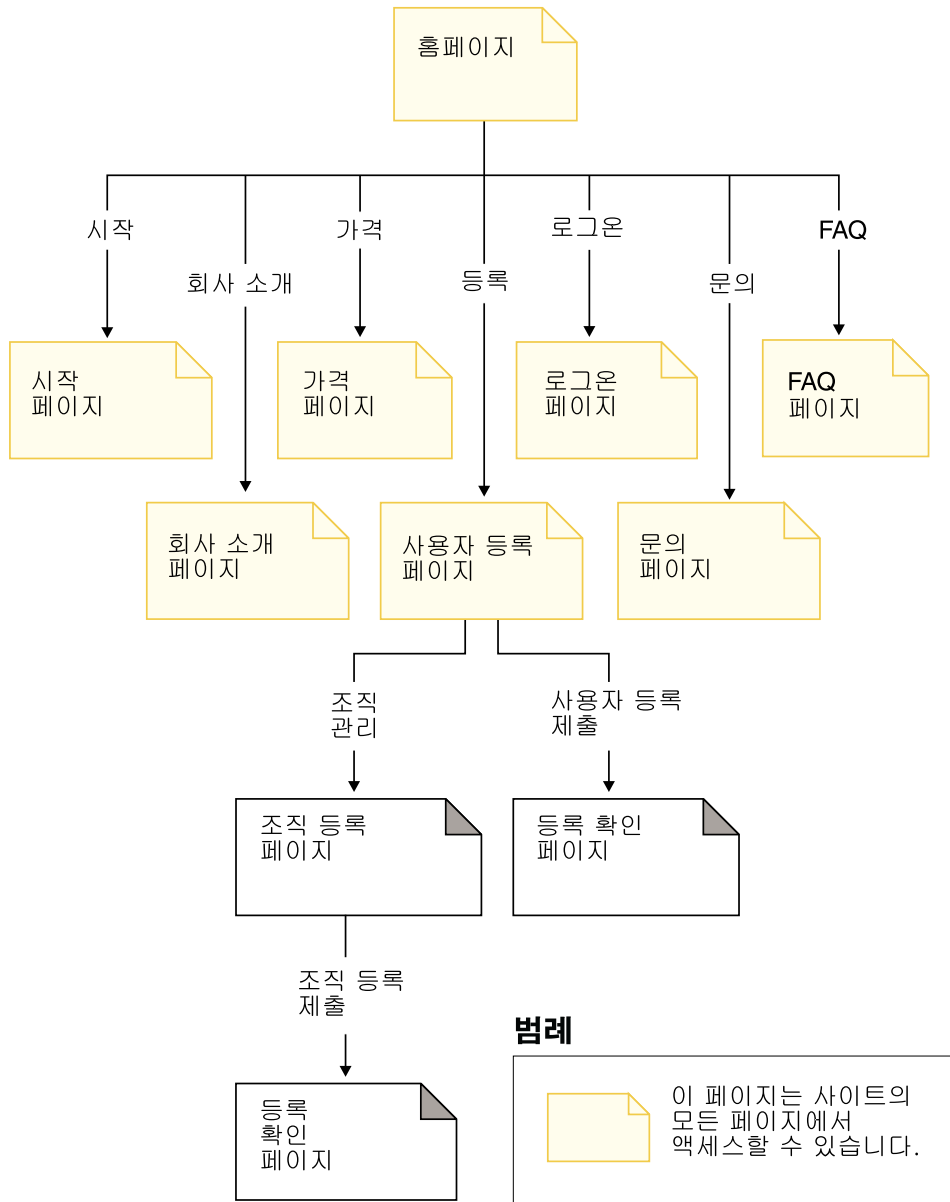 홈페이지
시작
가격
로그온
FAQ
회사 소개
등록
문의
시작
페이지
가격
페이지
로그온
페이지
FAQ
페이지
회사 소개
페이지
사용자 등록
페이지
문의
페이지
조직
관리
사용자 등록
제출
조직 등록
페이지
등록 확인
페이지
조직 등록
제출
범례
등록
확인
페이지
이 페이지는 사이트의
모든 페이지에서
액세스할 수 있습니다.